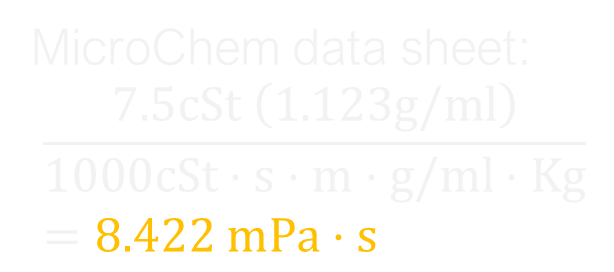 MicroChem data sheet:
7.5cSt (1.123g/ml)
1000cSt · s · m · g/ml · Kg
= 8.422 mPa · s